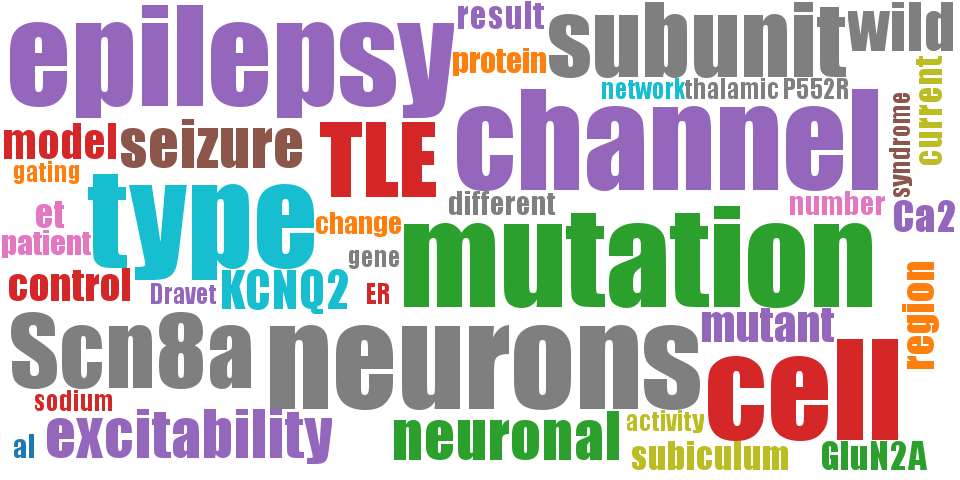 epilepsy
result
subunit
wild
protein
network
thalamic
P552R
current
model
seizure
TLE
channel
syndrome
gating
et
type
change
different
number
Ca2
patient
gene
mutation
control
Dravet
KCNQ2
ER
region
Scn8a
neurons
mutant
cell
sodium
al
excitability
neuronal
activity
subiculum
GluN2A